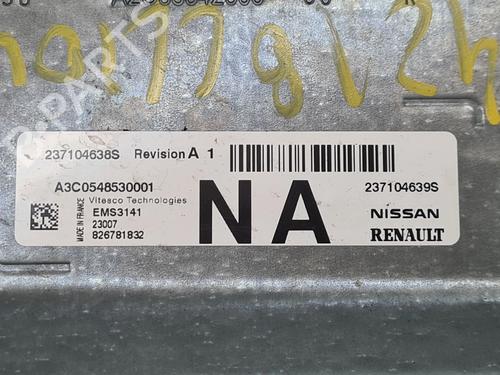 237104638S Revision A 1
A3C0548530001
Vitesco Technologies
MADE IN FRANCE
EMS3141
23007
826781832
NA
237104639S
NISSAN
RENAULT